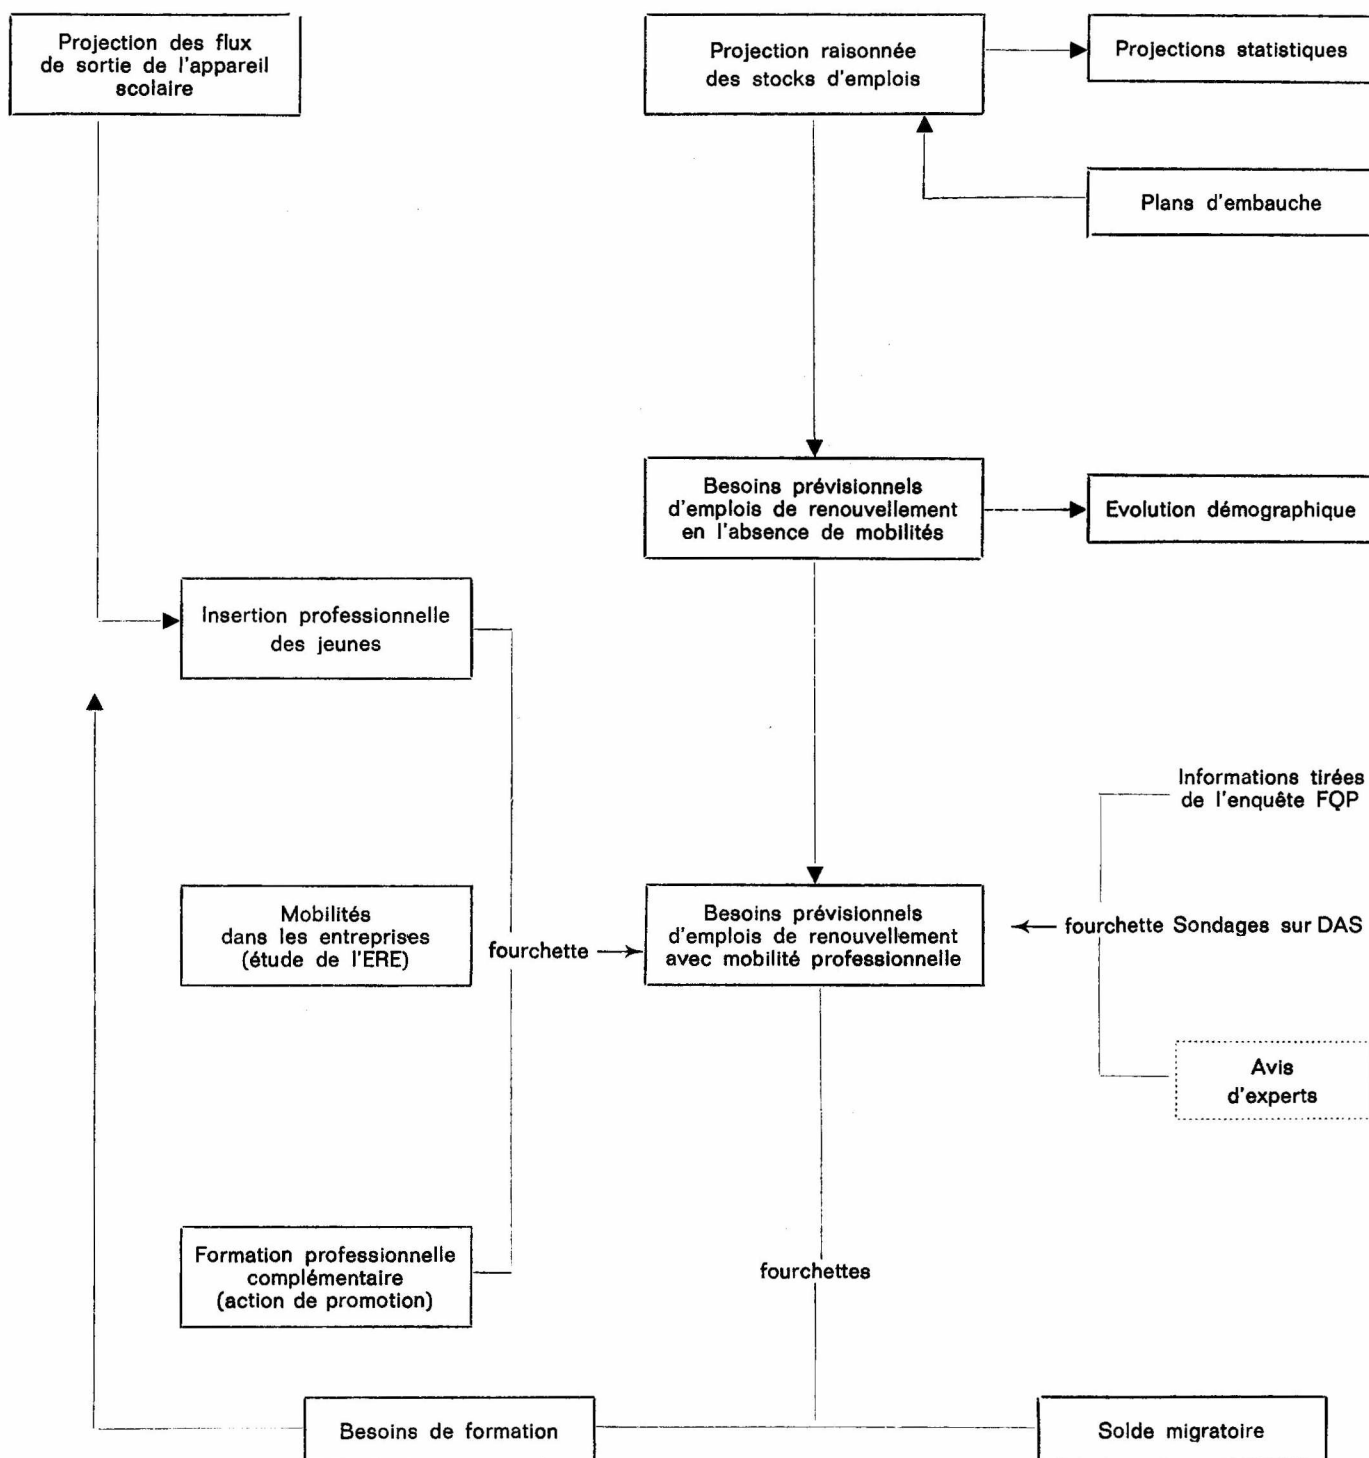 Projection des flux
de sortie de l'appareil
scolaire
Projection raisonnée
des stocks d'emplois
Projections statistiques
Plans d'embauche
Besoins prévisionnels
d'emplois de renouvellement
en l'absence de mobilités
Evolution démographique
Insertion professionnelle
des jeunes
Informations tirées
de l'enquête FQP
Mobilités
dans les entreprises
(étude de l'ERE)
fourchette
Besoins prévisionnels
d'emplois de renouvellement
avec mobilité professionnelle
fourchette Sondages sur DAS
Avis
d'experts
Formation professionnelle
complémentaire
(action de promotion)
fourchettes
Besoins de formation
Solde migratoire